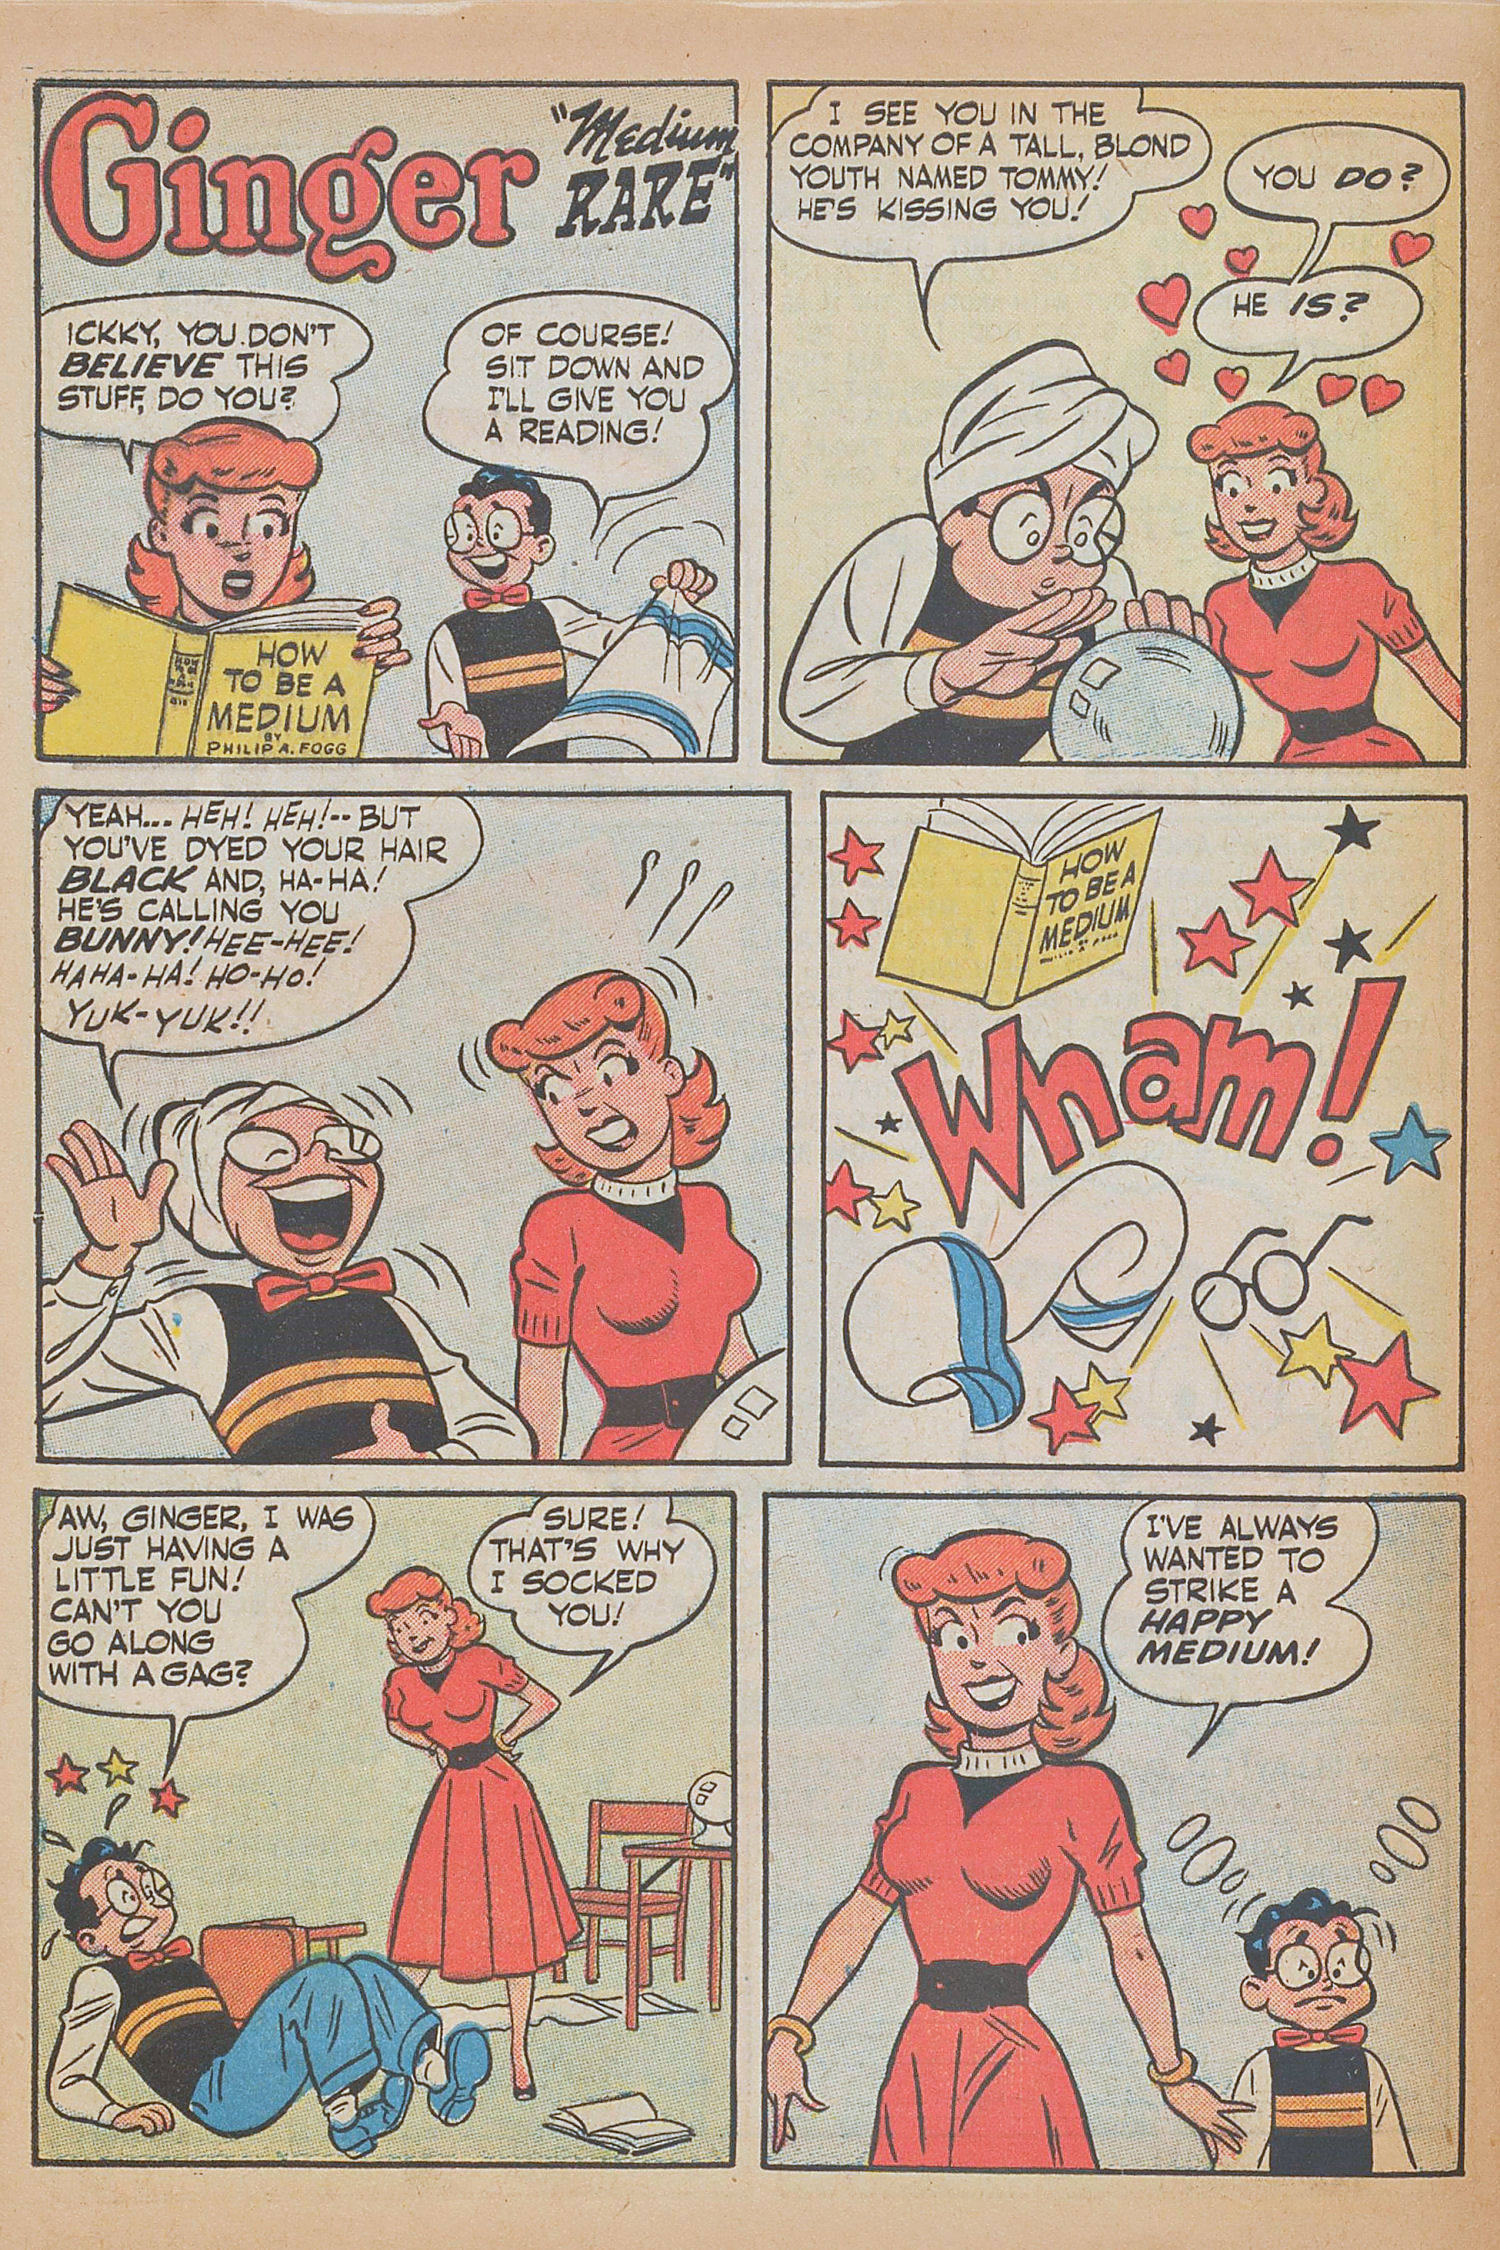 Ginger
"Medium
RARE"
ICKKY, YOU DON'T
BELIEVE THIS
STUFF, DO YOU?
OF COURSE!
SIT DOWN AND
I'LL GIVE YOU
A READING!
HOW
TO BE A
MEDIUM
BY
PHILIP A. FOGG
I SEE YOU IN THE
COMPANY OF A TALL, BLOND
YOUTH NAMED TOMMY!
HE'S KISSING YOU!
YOU DO?
HE IS?
YEAH... HEH! HEH!-- BUT
YOU'VE DYED YOUR HAIR
BLACK AND, HA-HA!
HE'S CALLING YOU
BUNNY! HEE-HEE!
HAHA-HA! HO-HO!
YUK-YUK!!
HOW
TO BE A
MEDIUM
BY
PHILIP A. FOGG
Wham!
AW, GINGER, I WAS
JUST HAVING A
LITTLE FUN!
CAN'T YOU
GO ALONG
WITH A GAG?
SURE!
THAT'S WHY
I SOCKED
YOU!
I'VE ALWAYS
WANTED TO
STRIKE A
HAPPY
MEDIUM!